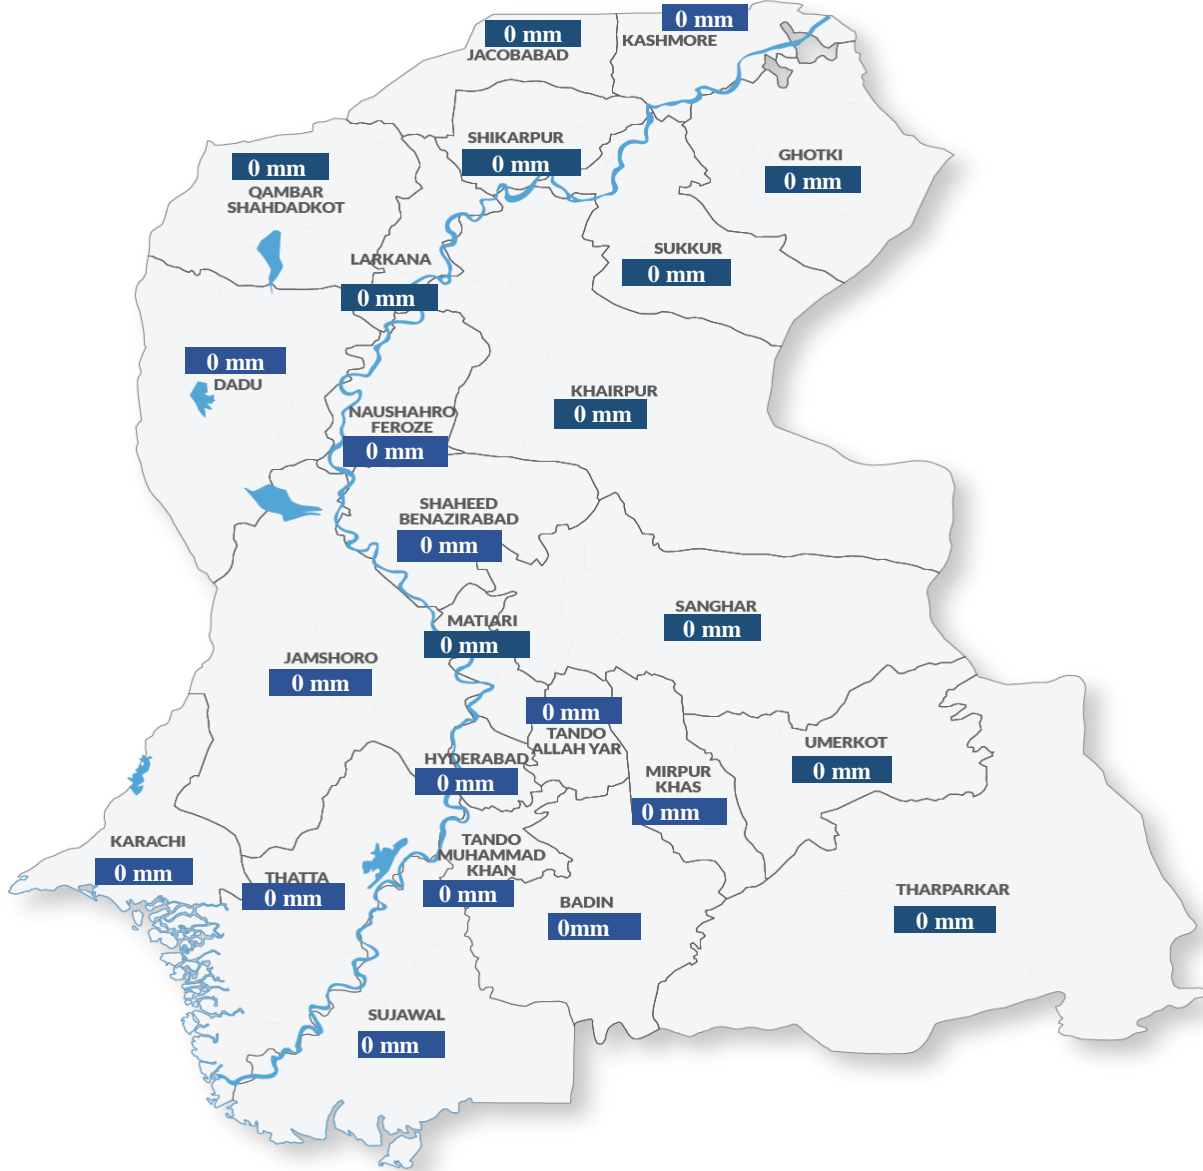 0 mm
KASHMORE
0 mm
JACOBABAD
SHIKARPUR
0 mm
GHOTKI
0 mm
0 mm
QAMBAR
SHAHDADKOT
SUKKUR
0 mm
LARKANA
0 mm
0 mm
DADU
KHAIRPUR
0 mm
NAUSHAHRO
FEROZE
0 mm
SHAHEED
BENAZIRABAD
0 mm
SANGHAR
0 mm
MATIARI
0 mm
JAMSHORO
0 mm
0 mm
TANDO
ALLAH YAR
UMERKOT
0 mm
HYDERABAD
0 mm
MIRPUR
KHAS
0 mm
KARACHI
0 mm
TANDO
MUHAMMAD
KHAN
0 mm
THATTA
0 mm
BADIN
0mm
THARPARKAR
0 mm
SUJAWAL
0 mm